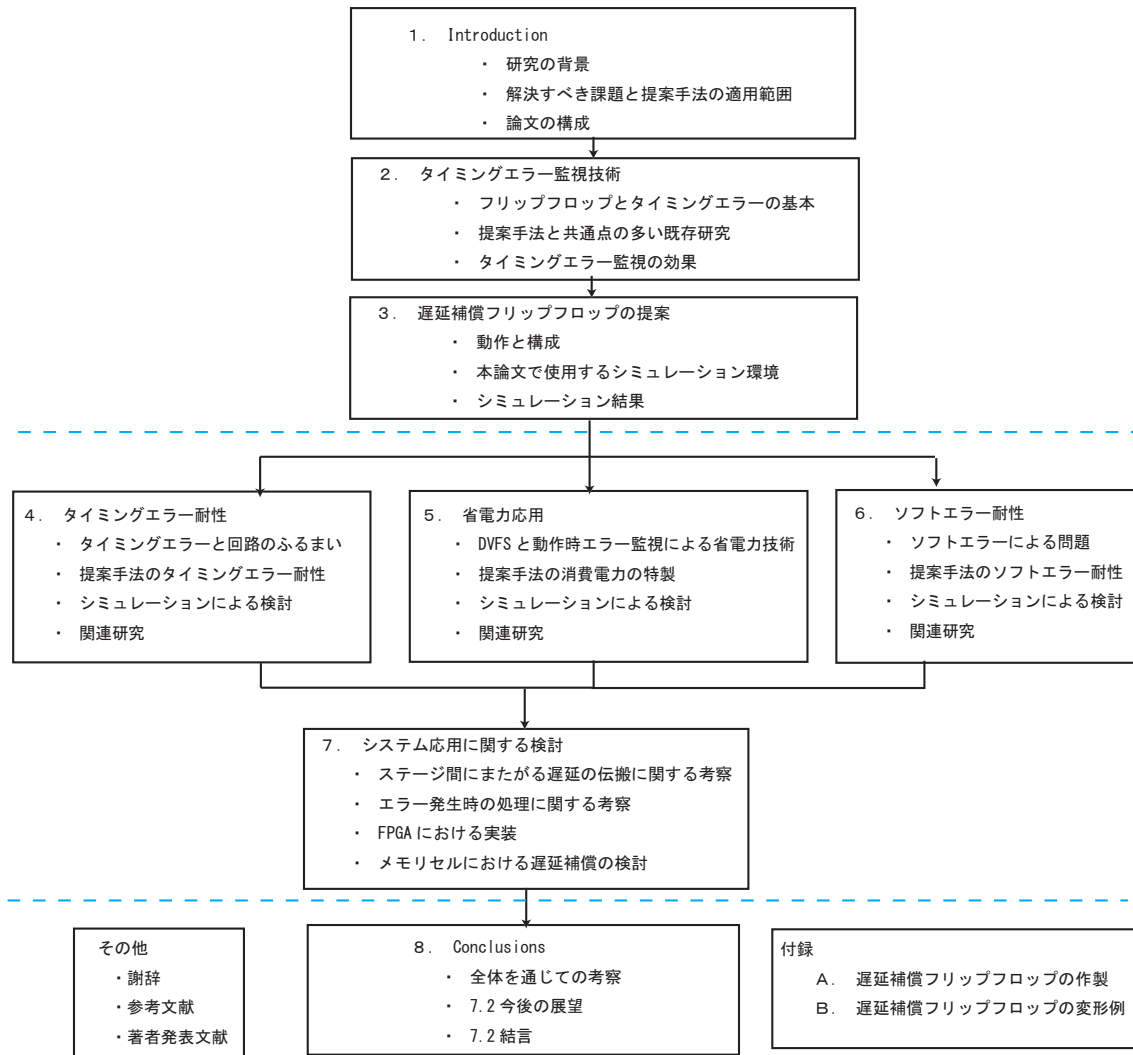 １． Introduction
・ 研究の背景
・ 解決すべき課題と提案手法の適用範囲
・ 論文の構成
２． タイミングエラー監視技術
・ フリップフロップとタイミングエラーの基本
・ 提案手法と共通点の多い既存研究
・ タイミングエラー監視の効果
３． 遅延補償フリップフロップの提案
・ 動作と構成
・ 本論文で使用するシミュレーション環境
・ シミュレーション結果
４． タイミングエラー耐性
・ タイミングエラーと回路のふるまい
・ 提案手法のタイミングエラー耐性
・ シミュレーションによる検討
・ 関連研究
５． 省電力応用
・ DVFSと動作時エラー監視による省電力技術
・ 提案手法の消費電力の特製
・ シミュレーションによる検討
・ 関連研究
６． ソフトエラー耐性
・ ソフトエラーによる問題
・ 提案手法のソフトエラー耐性
・ シミュレーションによる検討
・ 関連研究
７． システム応用に関する検討
・ ステージ間にまたがる遅延の伝搬に関する考察
・ エラー発生時の処理に関する考察
・ FPGAにおける実装
・ メモリセルにおける遅延補償の検討
その他
・謝辞
・参考文献
・著者発表文献
８． Conclusions
・ 全体を通じての考察
・ 7.2 今後の展望
・ 7.2 結言
付録
Ａ． 遅延補償フリップフロップの作製
Ｂ． 遅延補償フリップフロップの変形例